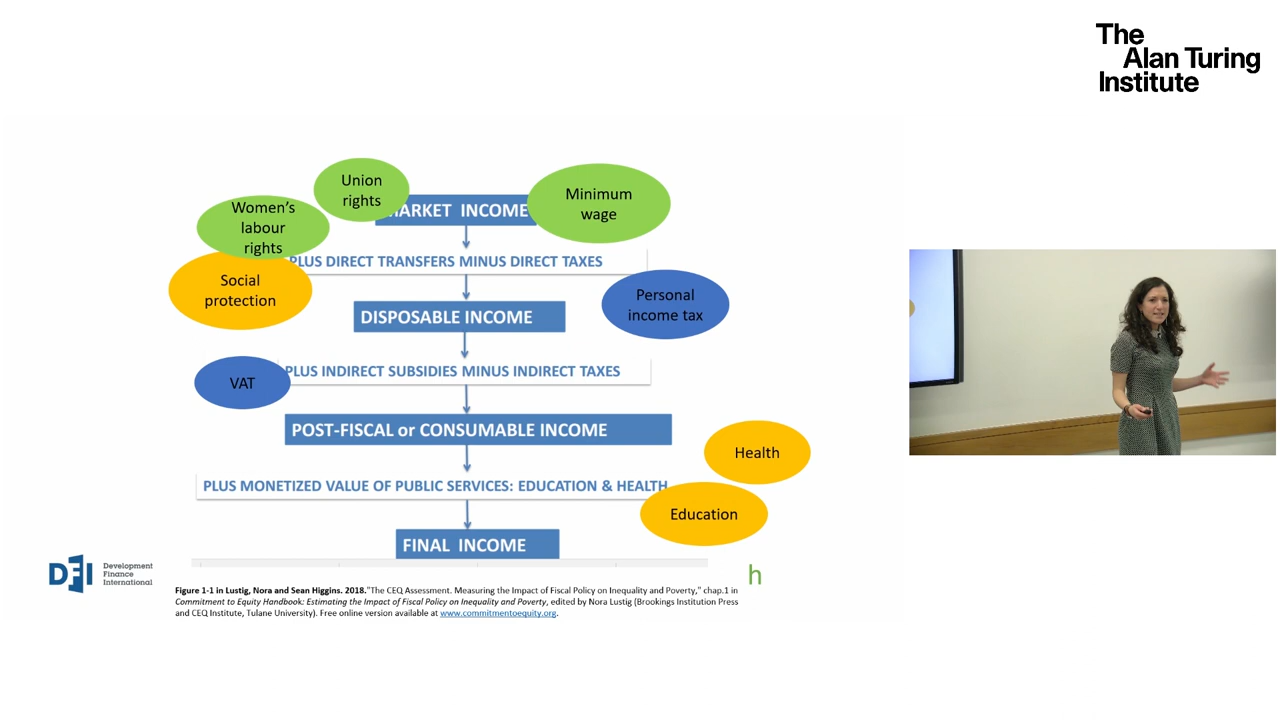 The
Alan Turing
Institute
Union
rights
Minimum
wage
Women's
labour
rights
MARKET INCOME
PLUS DIRECT TRANSFERS MINUS DIRECT TAXES
Social
protection
Personal
income tax
DISPOSABLE INCOME
VAT
PLUS INDIRECT SUBSIDIES MINUS INDIRECT TAXES
POST-FISCAL or CONSUMABLE INCOME
Health
PLUS MONETIZED VALUE OF PUBLIC SERVICES: EDUCATION & HEALTH
Education
FINAL INCOME
DFI
Development
Finance
International
h
Figure 1-1 in Lustig, Nora and Sean Higgins. 2018."The CEQ Assessment. Measuring the Impact of Fiscal Policy on Inequality and Poverty," chap.1 in
Commitment to Equity Handbook: Estimating the Impact of Fiscal Policy on Inequality and Poverty, edited by Nora Lustig (Brookings Institution Press
and CEQ Institute, Tulane University). Free online version available at www.commitmentoequity.org.